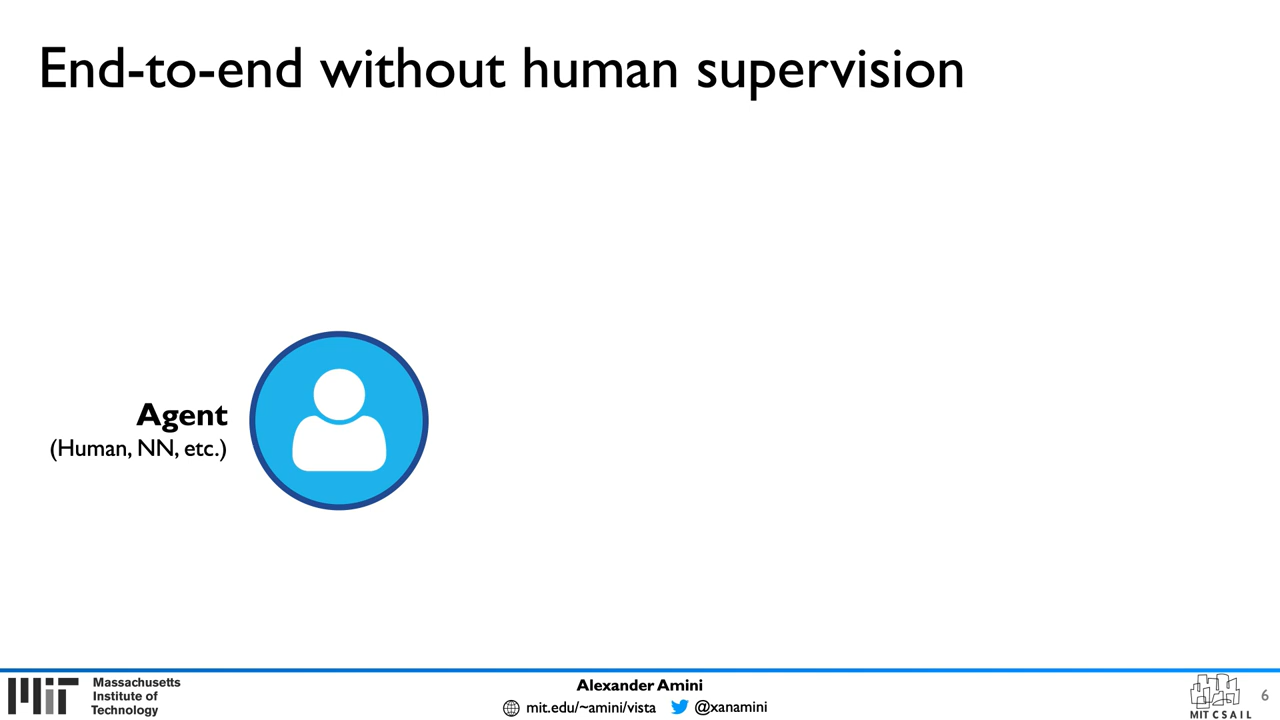 End-to-end without human supervision
Agent
(Human, NN, etc.)
Massachusetts
Institute of
Technology
Alexander Amini
mit.edu/~amini/vista @xanamini
MIT CSAIL
6